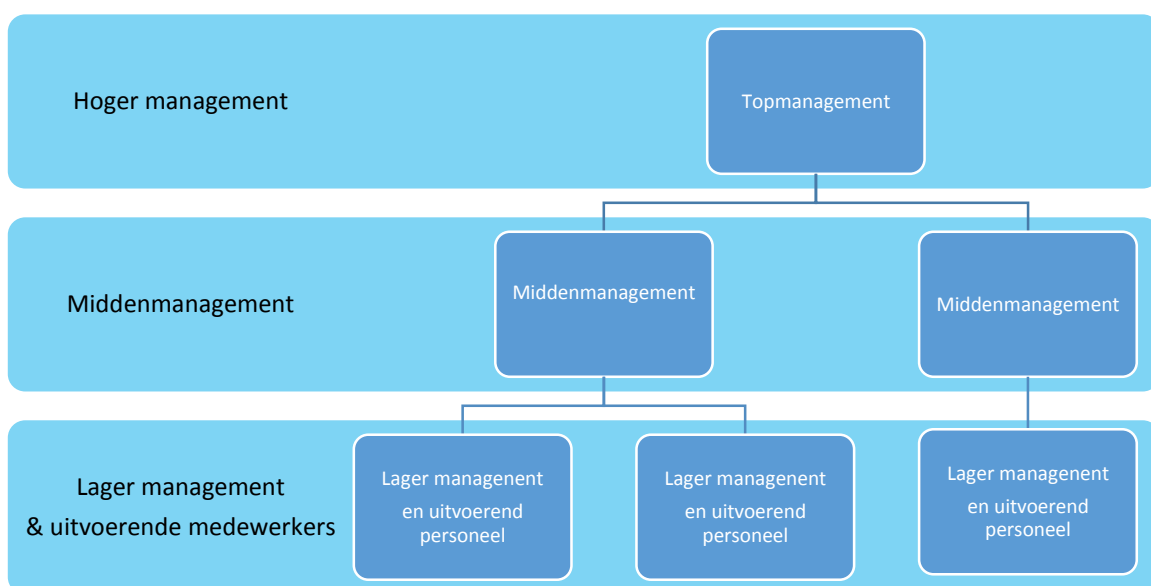 Hoger management
Topmanagement
Middenmanagement
Middenmanagement
Middenmanagement
Lager management
& uitvoerende medewerkers
Lager managenent
en uitvoerend
personeel
Lager managenent
en uitvoerend
personeel
Lager managenent
en uitvoerend
personeel